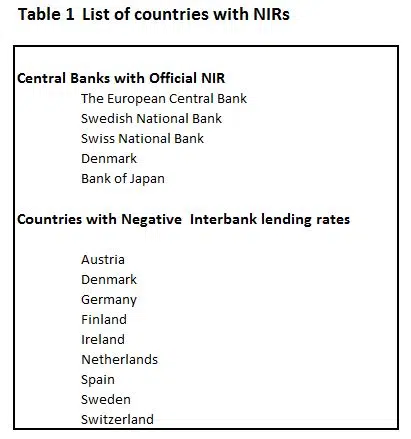 Table 1 List of countries with NIRs
Central Banks with Official NIR
The European Central Bank
Swedish National Bank
Swiss National Bank
Denmark
Bank of Japan
Countries with Negative Interbank lending rates
Austria
Denmark
Germany
Finland
Ireland
Netherlands
Spain
Sweden
Switzerland